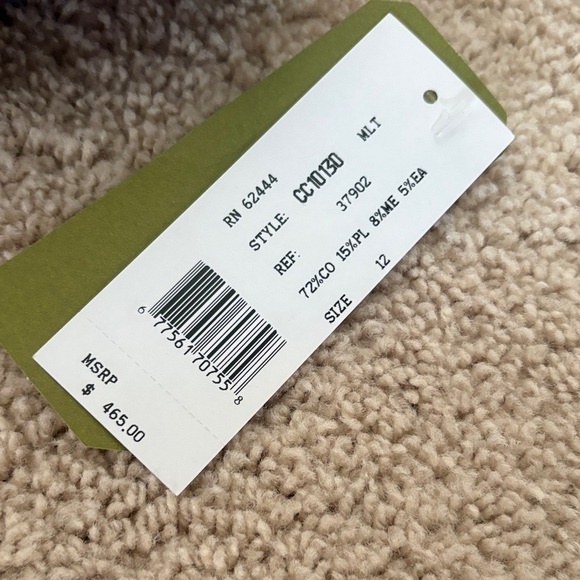 RN 62444
STYLE: CC10130 MLI
REF: 37902
72%CO 15%PL 8%ME 5%EA
SIZE 12
6 77561 70755 8
MSRP
$ 465.00